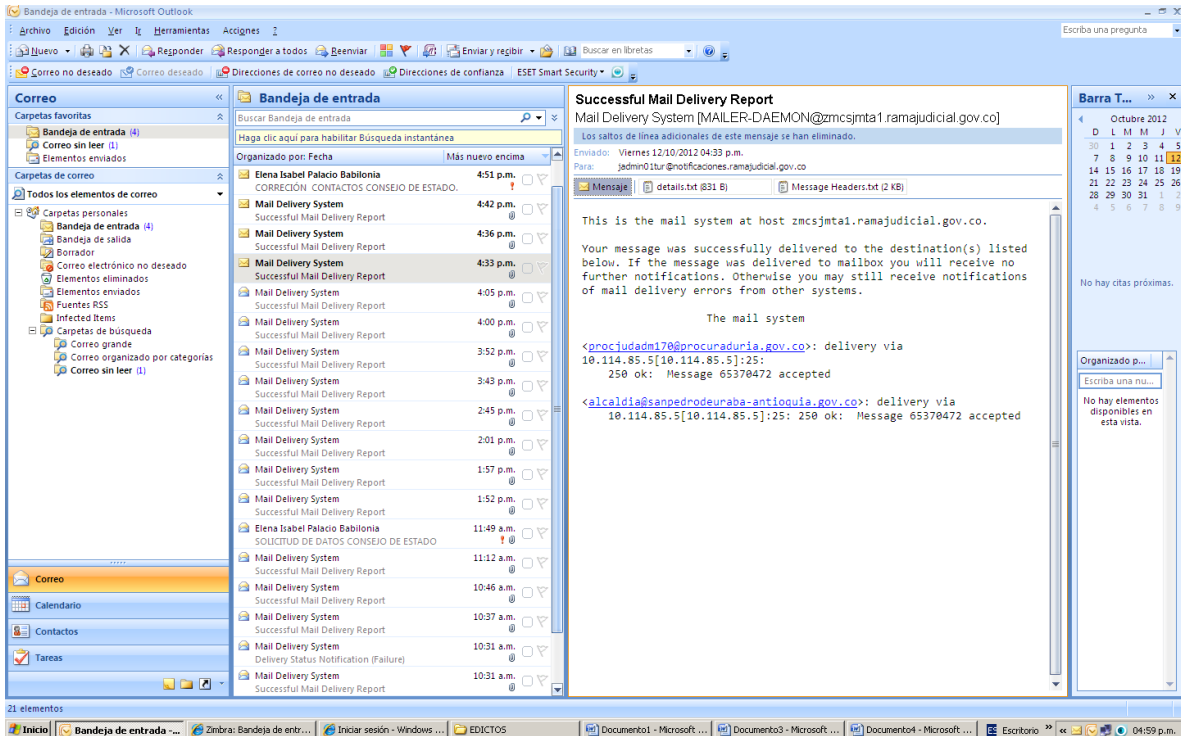 Bandeja de entrada - Microsoft Outlook
Archivo Edición Ver Ir Herramientas Acciones ?
Escriba una pregunta
Nuevo Responder Responder a todos Reenviar Enviar y recibir Buscar en libretas
Correo no deseado Correo deseado Direcciones de correo no deseado Direcciones de confianza ESET Smart Security
Correo
Carpetas favoritas
Bandeja de entrada (4)
Correo sin leer (1)
Elementos enviados
Carpetas de correo
Todos los elementos de correo
Carpetas personales
Bandeja de entrada (4)
Bandeja de salida
Borrador
Correo electrónico no deseado
Elementos eliminados
Elementos enviados
Fuentes RSS
Infected Items
Carpetas de búsqueda
Correo grande
Correo organizado por categorías
Correo sin leer (1)
Correo
Calendario
Contactos
Tareas
Bandeja de entrada
Buscar Bandeja de entrada
Haga clic aquí para habilitar Búsqueda instantánea
Organizado por: Fecha Más nuevo encima
Elena Isabel Palacio Babilonia 4:51 p.m.
CORRECIÓN CONTACTOS CONSEJO DE ESTADO.
Mail Delivery System 4:42 p.m.
Successful Mail Delivery Report
Mail Delivery System 4:36 p.m.
Successful Mail Delivery Report
Mail Delivery System 4:33 p.m.
Successful Mail Delivery Report
Mail Delivery System 4:05 p.m.
Successful Mail Delivery Report
Mail Delivery System 4:00 p.m.
Successful Mail Delivery Report
Mail Delivery System 3:52 p.m.
Successful Mail Delivery Report
Mail Delivery System 3:43 p.m.
Successful Mail Delivery Report
Mail Delivery System 2:45 p.m.
Successful Mail Delivery Report
Mail Delivery System 2:01 p.m.
Successful Mail Delivery Report
Mail Delivery System 1:57 p.m.
Successful Mail Delivery Report
Mail Delivery System 1:52 p.m.
Successful Mail Delivery Report
Elena Isabel Palacio Babilonia 11:49 a.m.
SOLICITUD DE DATOS CONSEJO DE ESTADO
Mail Delivery System 11:12 a.m.
Successful Mail Delivery Report
Mail Delivery System 10:46 a.m.
Successful Mail Delivery Report
Mail Delivery System 10:37 a.m.
Successful Mail Delivery Report
Mail Delivery System 10:31 a.m.
Delivery Status Notification (Failure)
Mail Delivery System 10:31 a.m.
Successful Mail Delivery Report
Successful Mail Delivery Report
Mail Delivery System [MAILER-DAEMON@zmcsjmta1.ramajudicial.gov.co]
Los saltos de línea adicionales de este mensaje se han eliminado.
Enviado: Viernes 12/10/2012 04:33 p.m.
Para: jadmin01tur@notificaciones.ramajudicial.gov.co
Mensaje details.txt (831 B) Message Headers.txt (2 KB)
This is the mail system at host zmcsjmta1.ramajudicial.gov.co.
Your message was successfully delivered to the destination(s) listed
below. If the message was delivered to mailbox you will receive no
further notifications. Otherwise you may still receive notifications
of mail delivery errors from other systems.
The mail system
<procjudadm170@procuraduria.gov.co>: delivery via
10.114.85.5[10.114.85.5]:25:
250 ok: Message 65370472 accepted
<alcaldia@sanpedrodeuraba-antioquia.gov.co>: delivery via
10.114.85.5[10.114.85.5]:25: 250 ok: Message 65370472 accepted
Barra T...
Octubre 2012
D L M M J V
30 1 2 3 4 5
7 8 9 10 11 12
14 15 16 17 18 19
21 22 23 24 25 26
28 29 30 31 1 2
4 5 6 7 8 9
No hay citas próximas.
Organizado p...
Escriba una nu...
No hay elementos
disponibles en
esta vista.
21 elementos
Inicio Bandeja de entrada -... Zimbra: Bandeja de entr... Iniciar sesión - Windows ... EDICTOS Documento1 - Microsoft ... Documento3 - Microsoft ... Documento4 - Microsoft ... Escritorio 04:59 p.m.